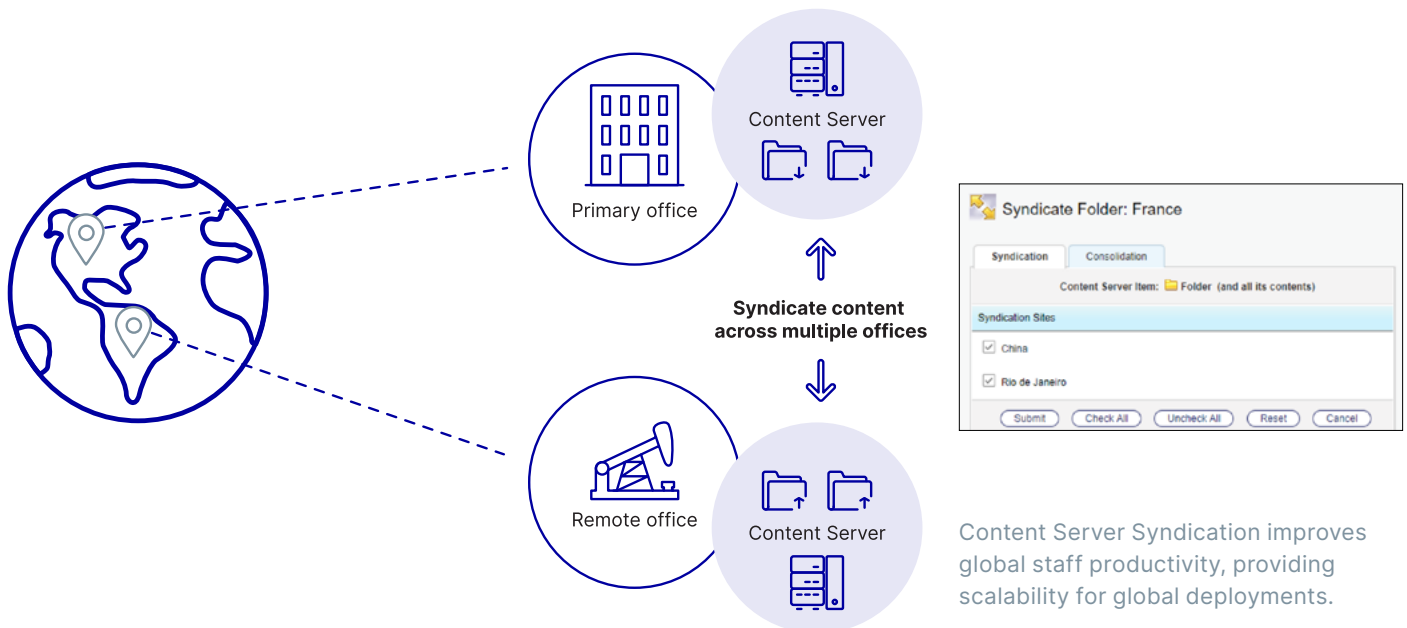 Content Server
Primary office
Syndicate content
across multiple offices
Remote office
Content Server
Syndicate Folder: France
Syndication Consolidation
Content Server Item: Folder (and all its contents)
Syndication Sites
China
Rio de Janeiro
Submit Check All Uncheck All Reset Cancel
Content Server Syndication improves
global staff productivity, providing
scalability for global deployments.